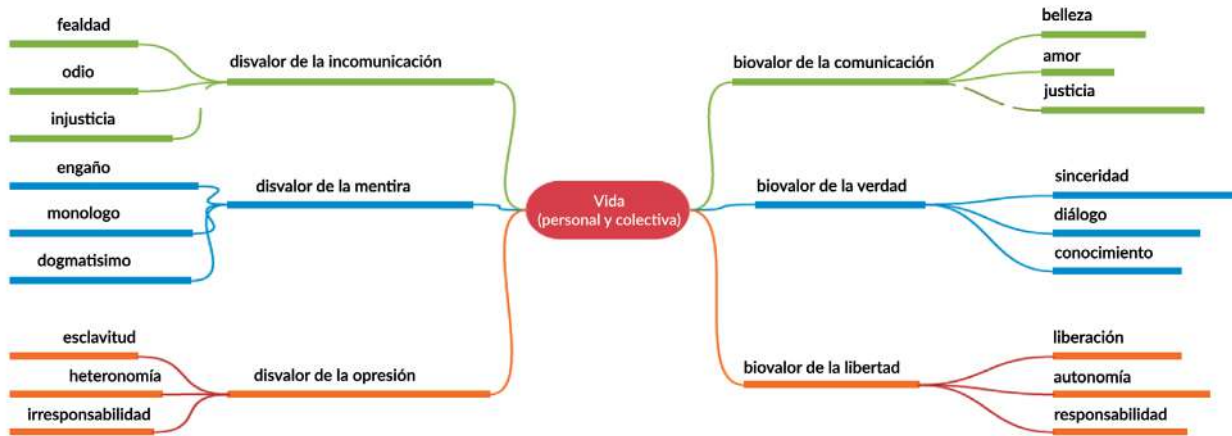 fealdad
odio
injusticia
disvalor de la incomunicación
engaño
monologo
dogmatisimo
disvalor de la mentira
esclavitud
heteronomía
irresponsabilidad
disvalor de la opresión
Vida
(personal y colectiva)
biovalor de la comunicación
belleza
amor
justicia
biovalor de la verdad
sinceridad
diálogo
conocimiento
biovalor de la libertad
liberación
autonomía
responsabilidad